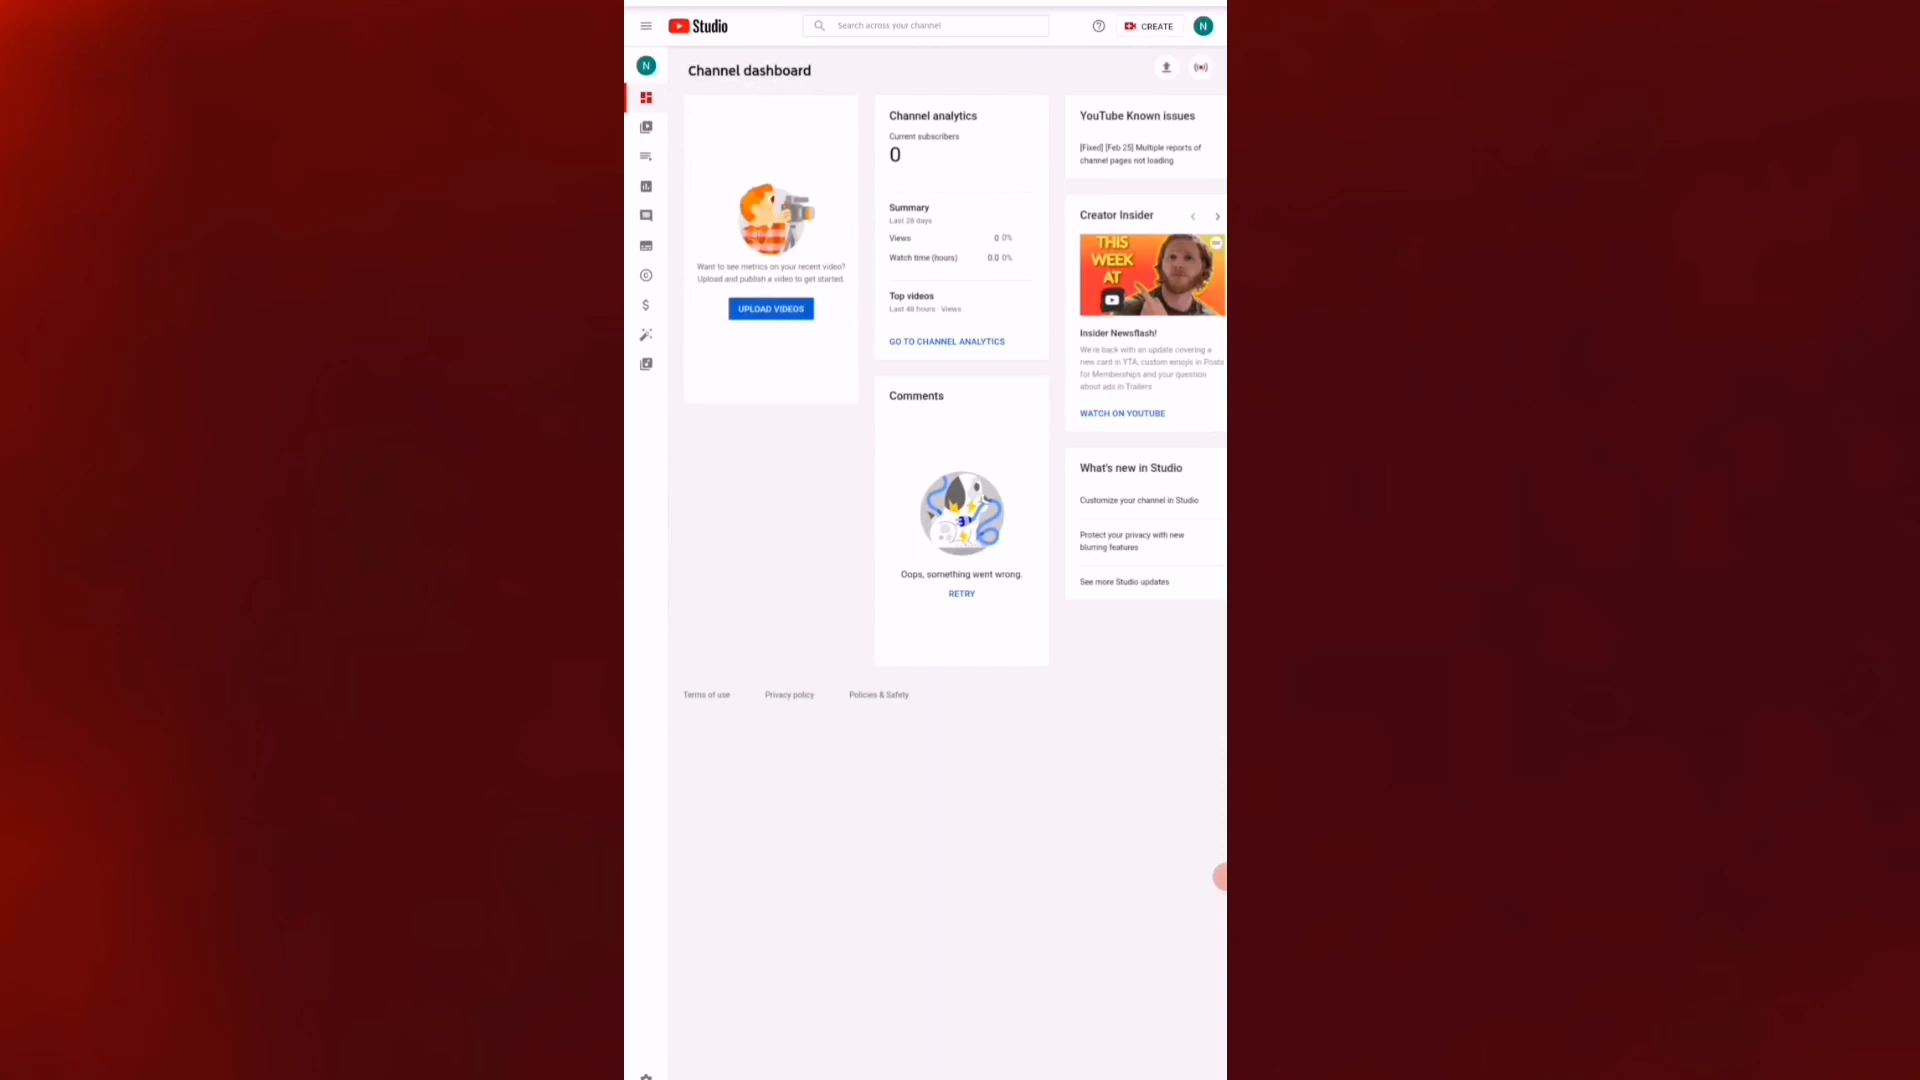 Studio
Search across your channel
CREATE
N
N
Channel dashboard
Want to see metrics on your recent video?
Upload and publish a video to get started.
UPLOAD VIDEOS
Channel analytics
Current subscribers
0
Summary
Last 28 days
Views 0 0%
Watch time (hours) 0.0 0%
Top videos
Last 48 hours · Views
GO TO CHANNEL ANALYTICS
Comments
Oops, something went wrong.
RETRY
YouTube Known issues
[Fixed] [Feb 25] Multiple reports of
channel pages not loading
Creator Insider
THIS
WEEK
AT
Insider Newsflash!
We're back with an update covering a
new card in YTA, custom emojis in Posts
for Memberships and your question
about ads in Trailers
WATCH ON YOUTUBE
What's new in Studio
Customize your channel in Studio
Protect your privacy with new
blurring features
See more Studio updates
Terms of use
Privacy policy
Policies & Safety